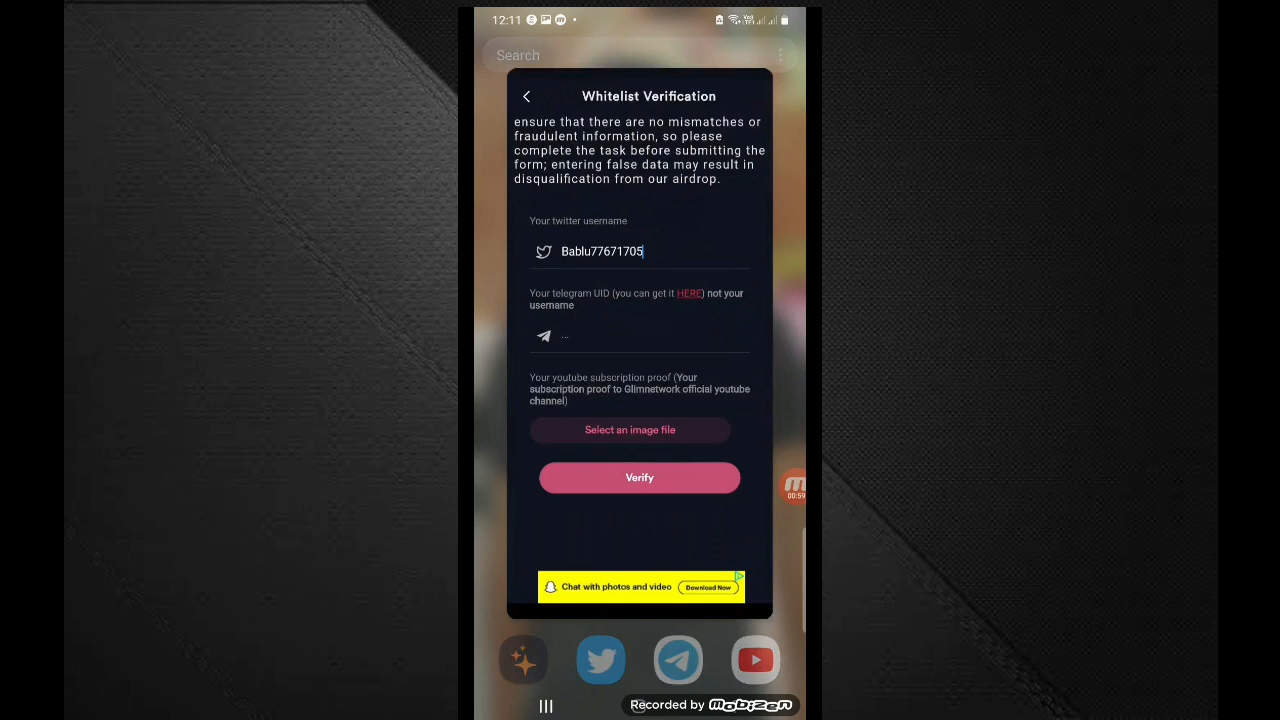 12:11
Search
Whitelist Verification
ensure that there are no mismatches or
fraudulent information, so please
complete the task before submitting the
form; entering false data may result in
disqualification from our airdrop.
Your twitter username
Bablu77671705
Your telegram UID (you can get it HERE) not your
username
...
Your youtube subscription proof (Your
subscription proof to Glimnetwork official youtube
channel)
Select an image file
Verify
00:59
Chat with photos and video Download Now
Recorded by MOBIZEN